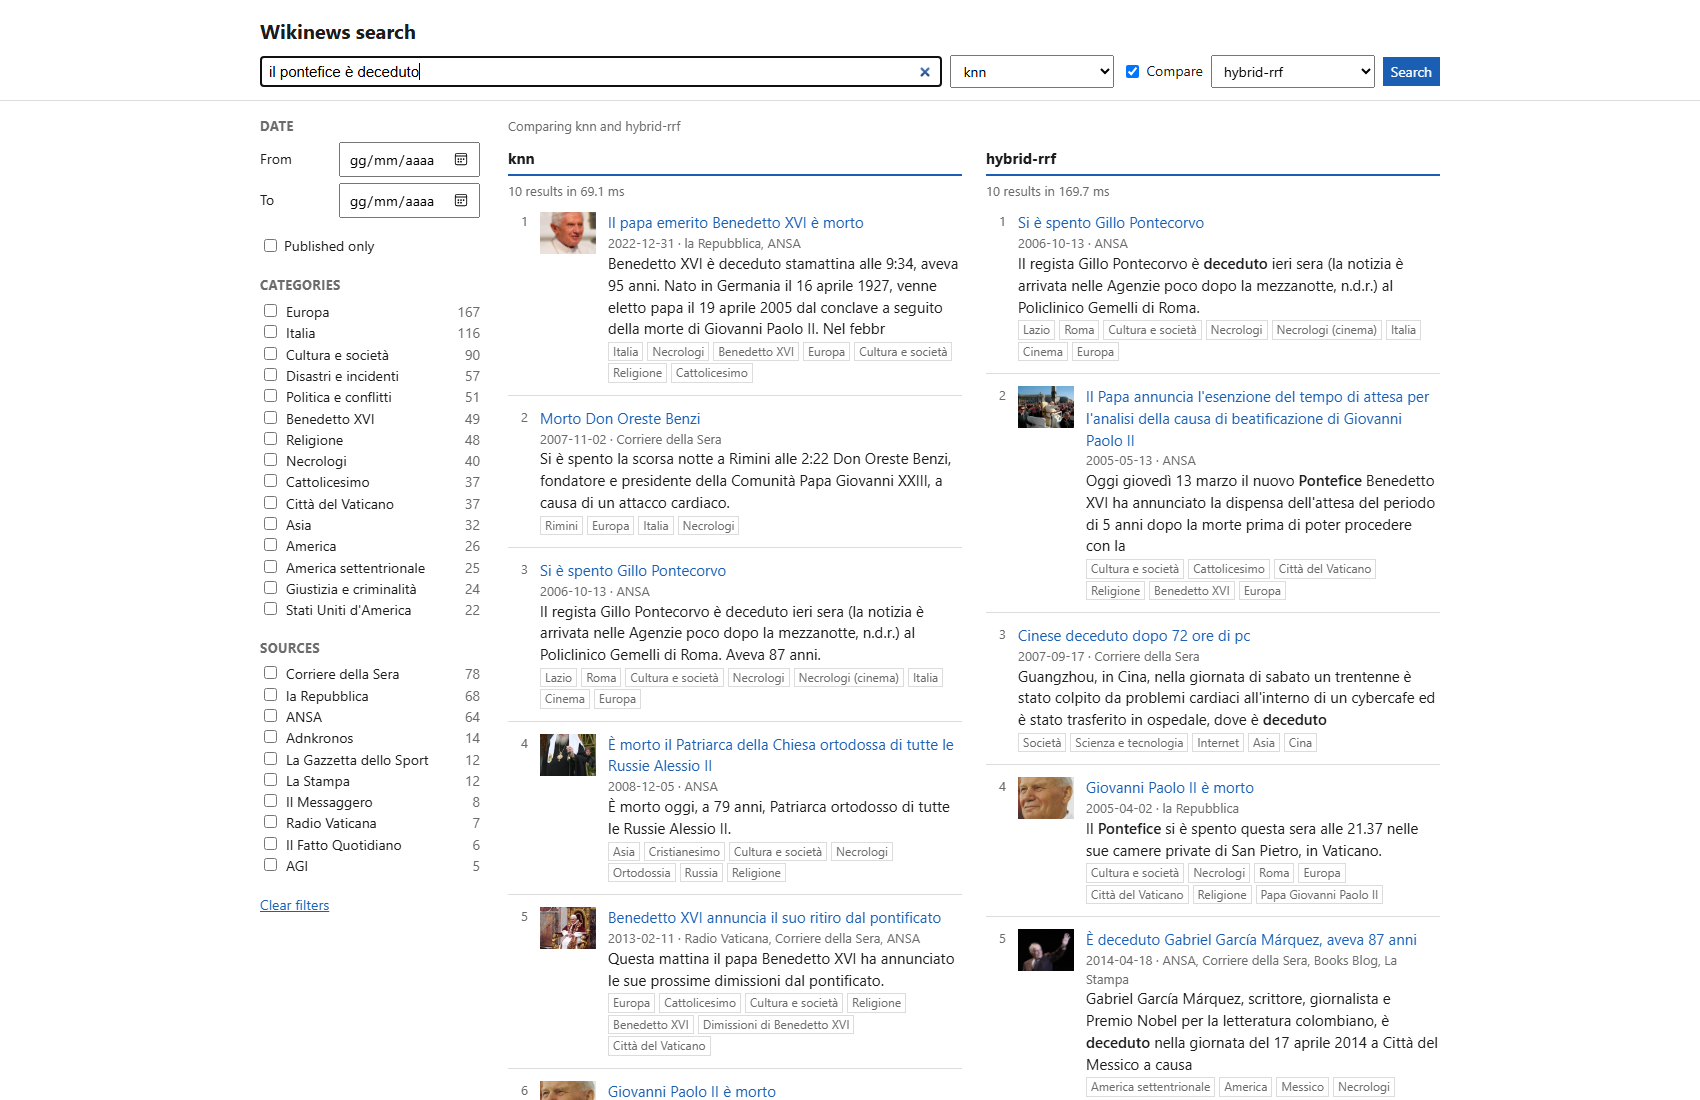 Wikinews search
il pontefice è deceduto
knn
Compare
hybrid-rrf
Search
DATE
From
gg/mm/aaaa
To
gg/mm/aaaa
Published only
CATEGORIES
Europa 167
Italia 116
Cultura e società 90
Disastri e incidenti 57
Politica e conflitti 51
Benedetto XVI 49
Religione 48
Necrologi 40
Cattolicesimo 37
Città del Vaticano 37
Asia 32
America 26
America settentrionale 25
Giustizia e criminalità 24
Stati Uniti d'America 22
SOURCES
Corriere della Sera 78
la Repubblica 68
ANSA 64
Adnkronos 14
La Gazzetta dello Sport 12
La Stampa 12
Il Messaggero 8
Radio Vaticana 7
Il Fatto Quotidiano 6
AGI 5
Clear filters
Comparing knn and hybrid-rrf
knn
10 results in 69.1 ms
1 Il papa emerito Benedetto XVI è morto
2022-12-31 · la Repubblica, ANSA
Benedetto XVI è deceduto stamattina alle 9:34, aveva
95 anni. Nato in Germania il 16 aprile 1927, venne
eletto papa il 19 aprile 2005 dal conclave a seguito
della morte di Giovanni Paolo II. Nel febbr
Italia Necrologi Benedetto XVI Europa Cultura e società
Religione Cattolicesimo
2 Morto Don Oreste Benzi
2007-11-02 · Corriere della Sera
Si è spento la scorsa notte a Rimini alle 2:22 Don Oreste Benzi,
fondatore e presidente della Comunità Papa Giovanni XXIII, a
causa di un attacco cardiaco.
Rimini Europa Italia Necrologi
3 Si è spento Gillo Pontecorvo
2006-10-13 · ANSA
Il regista Gillo Pontecorvo è deceduto ieri sera (la notizia è
arrivata nelle Agenzie poco dopo la mezzanotte, n.d.r.) al
Policlinico Gemelli di Roma. Aveva 87 anni.
Lazio Roma Cultura e società Necrologi Necrologi (cinema) Italia
Cinema Europa
4 È morto il Patriarca della Chiesa ortodossa di tutte le
Russie Alessio II
2008-12-05 · ANSA
È morto oggi, a 79 anni, Patriarca ortodosso di tutte
le Russie Alessio II.
Asia Cristianesimo Cultura e società Necrologi
Ortodossia Russia Religione
5 Benedetto XVI annuncia il suo ritiro dal pontificato
2013-02-11 · Radio Vaticana, Corriere della Sera, ANSA
Questa mattina il papa Benedetto XVI ha annunciato
le sue prossime dimissioni dal pontificato.
Europa Cattolicesimo Cultura e società Religione
Benedetto XVI Dimissioni di Benedetto XVI
Città del Vaticano
6 Giovanni Paolo II è morto
hybrid-rrf
10 results in 169.7 ms
1 Si è spento Gillo Pontecorvo
2006-10-13 · ANSA
Il regista Gillo Pontecorvo è deceduto ieri sera (la notizia è
arrivata nelle Agenzie poco dopo la mezzanotte, n.d.r.) al
Policlinico Gemelli di Roma.
Lazio Roma Cultura e società Necrologi Necrologi (cinema) Italia
Cinema Europa
2 Il Papa annuncia l'esenzione del tempo di attesa per
l'analisi della causa di beatificazione di Giovanni
Paolo II
2005-05-13 · ANSA
Oggi giovedì 13 marzo il nuovo Pontefice Benedetto
XVI ha annunciato la dispensa dell'attesa del periodo
di 5 anni dopo la morte prima di poter procedere
con la
Cultura e società Cattolicesimo Città del Vaticano
Religione Benedetto XVI Europa
3 Cinese deceduto dopo 72 ore di pc
2007-09-17 · Corriere della Sera
Guangzhou, in Cina, nella giornata di sabato un trentenne è
stato colpito da problemi cardiaci all'interno di un cybercafe ed
è stato trasferito in ospedale, dove è deceduto
Società Scienza e tecnologia Internet Asia Cina
4 Giovanni Paolo II è morto
2005-04-02 · la Repubblica
Il Pontefice si è spento questa sera alle 21.37 nelle
sue camere private di San Pietro, in Vaticano.
Cultura e società Necrologi Roma Europa
Città del Vaticano Religione Papa Giovanni Paolo II
5 È deceduto Gabriel García Márquez, aveva 87 anni
2014-04-18 · ANSA, Corriere della Sera, Books Blog, La
Stampa
Gabriel García Márquez, scrittore, giornalista e
Premio Nobel per la letteratura colombiano, è
deceduto nella giornata del 17 aprile 2014 a Città del
Messico a causa
America settentrionale America Messico Necrologi